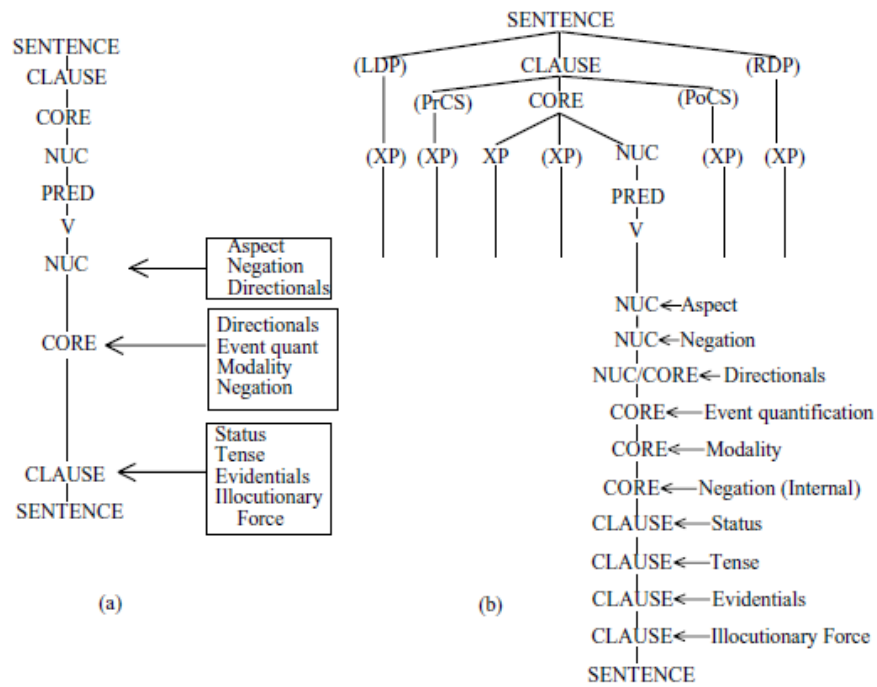 SENTENCE
CLAUSE
CORE
NUC
PRED
V
NUC
Aspect
Negation
Directionals
CORE
Directionals
Event quant
Modality
Negation
CLAUSE
Status
Tense
Evidentials
Illocutionary
Force
SENTENCE
(a)
SENTENCE
(LDP) CLAUSE (RDP)
(PrCS) CORE (PoCS)
(XP) (XP) XP (XP) NUC (XP) (XP)
PRED
V
NUC Aspect
NUC Negation
NUC/CORE Directionals
CORE Event quantification
CORE Modality
CORE Negation (Internal)
CLAUSE Status
CLAUSE Tense
CLAUSE Evidentials
CLAUSE Illocutionary Force
SENTENCE
(b)